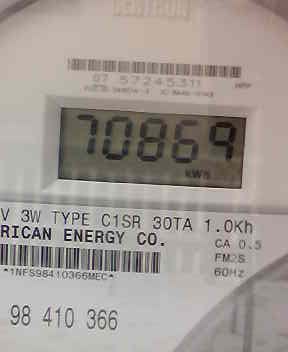 CENTRON
07 57245311
70869
kWh
V 3W TYPE C1SR 30TA 1.0Kh
RICAN ENERGY CO.
CA 0.5
FM2S
60Hz
*1NFS98410366MEC*
98 410 366